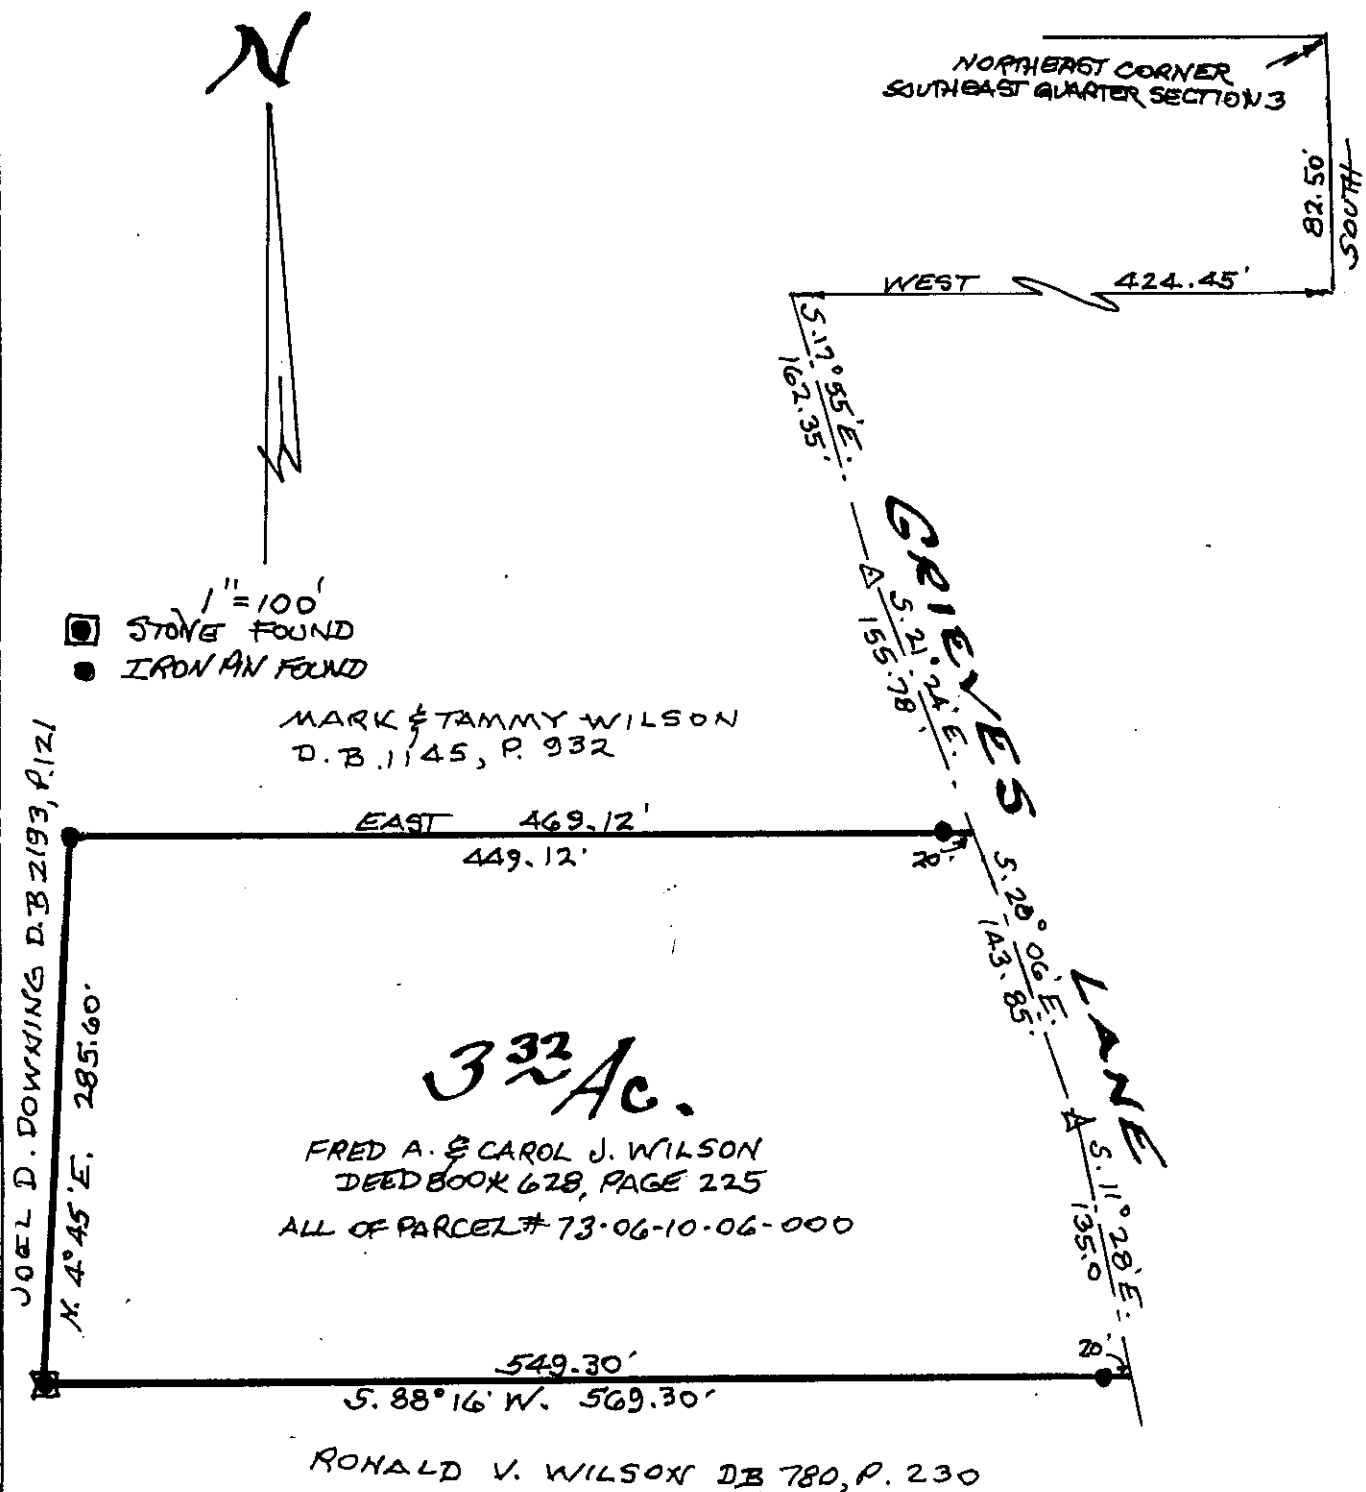 N
NORTHEAST CORNER
SOUTHEAST QUARTER SECTION 3
82.50'
SOUTH
WEST 424.45'
S. 17° 55' E.
162.35'
GRIEVES LANE
1" = 100'
STONE FOUND
IRON PIN FOUND
S. 21° 24' E.
155.78'
MARK & TAMMY WILSON
D.B. 1145, P. 932
JOEL D. DOWNING D.B 2193, P.121
EAST 469.12'
449.12'
20'
S. 20° 06' E.
143.85'
N. 4° 45' E. 285.60'
3 32 Ac.
FRED A. & CAROL J. WILSON
DEED BOOK 628, PAGE 225
ALL OF PARCEL # 73-06-10-06-000
S. 11° 28' E.
135.0
20'
549.30'
S. 88° 16' W. 569.30'
RONALD V. WILSON DB 780, P. 230